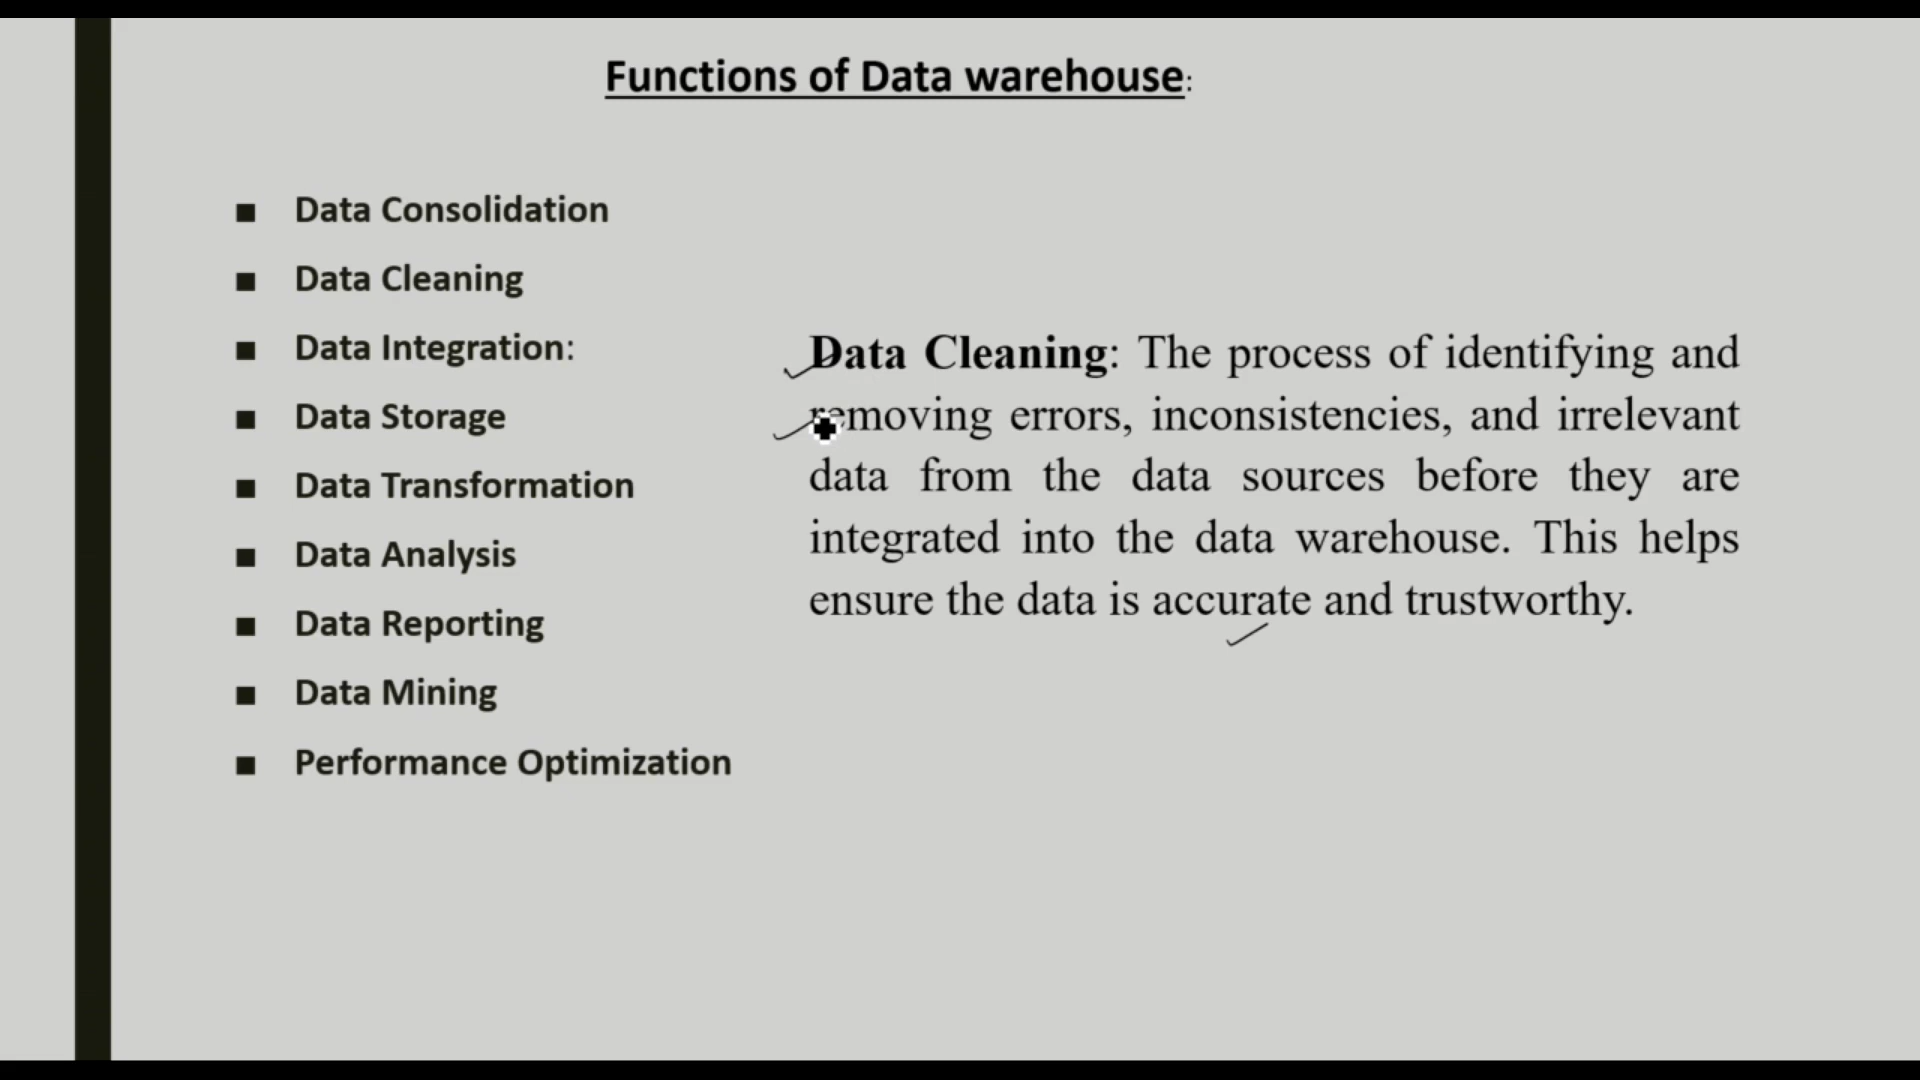 Functions of Data warehouse:
Data Consolidation
Data Cleaning
Data Integration:
Data Storage
Data Transformation
Data Analysis
Data Reporting
Data Mining
Performance Optimization
Data Cleaning: The process of identifying and
removing errors, inconsistencies, and irrelevant
data from the data sources before they are
integrated into the data warehouse. This helps
ensure the data is accurate and trustworthy.